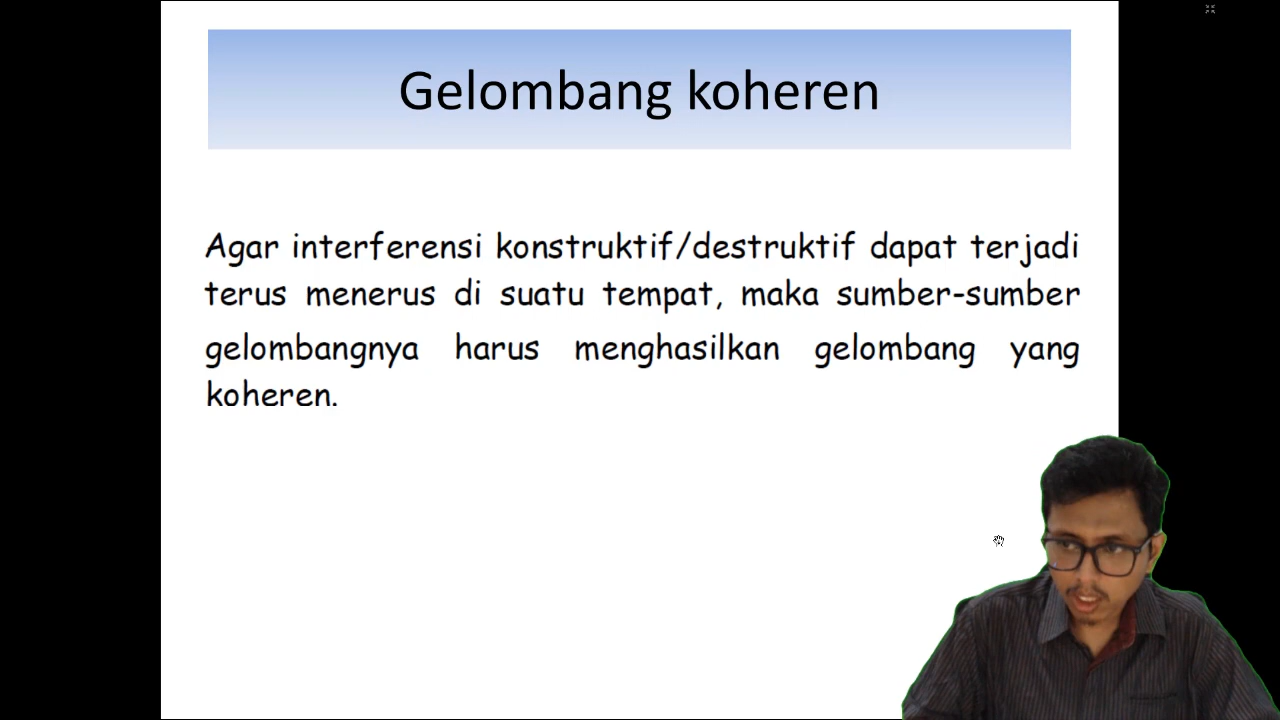 Gelombang koheren
Agar interferensi konstruktif/destruktif dapat terjadi
terus menerus di suatu tempat, maka sumber-sumber
gelombangnya harus menghasilkan gelombang yang
koheren.